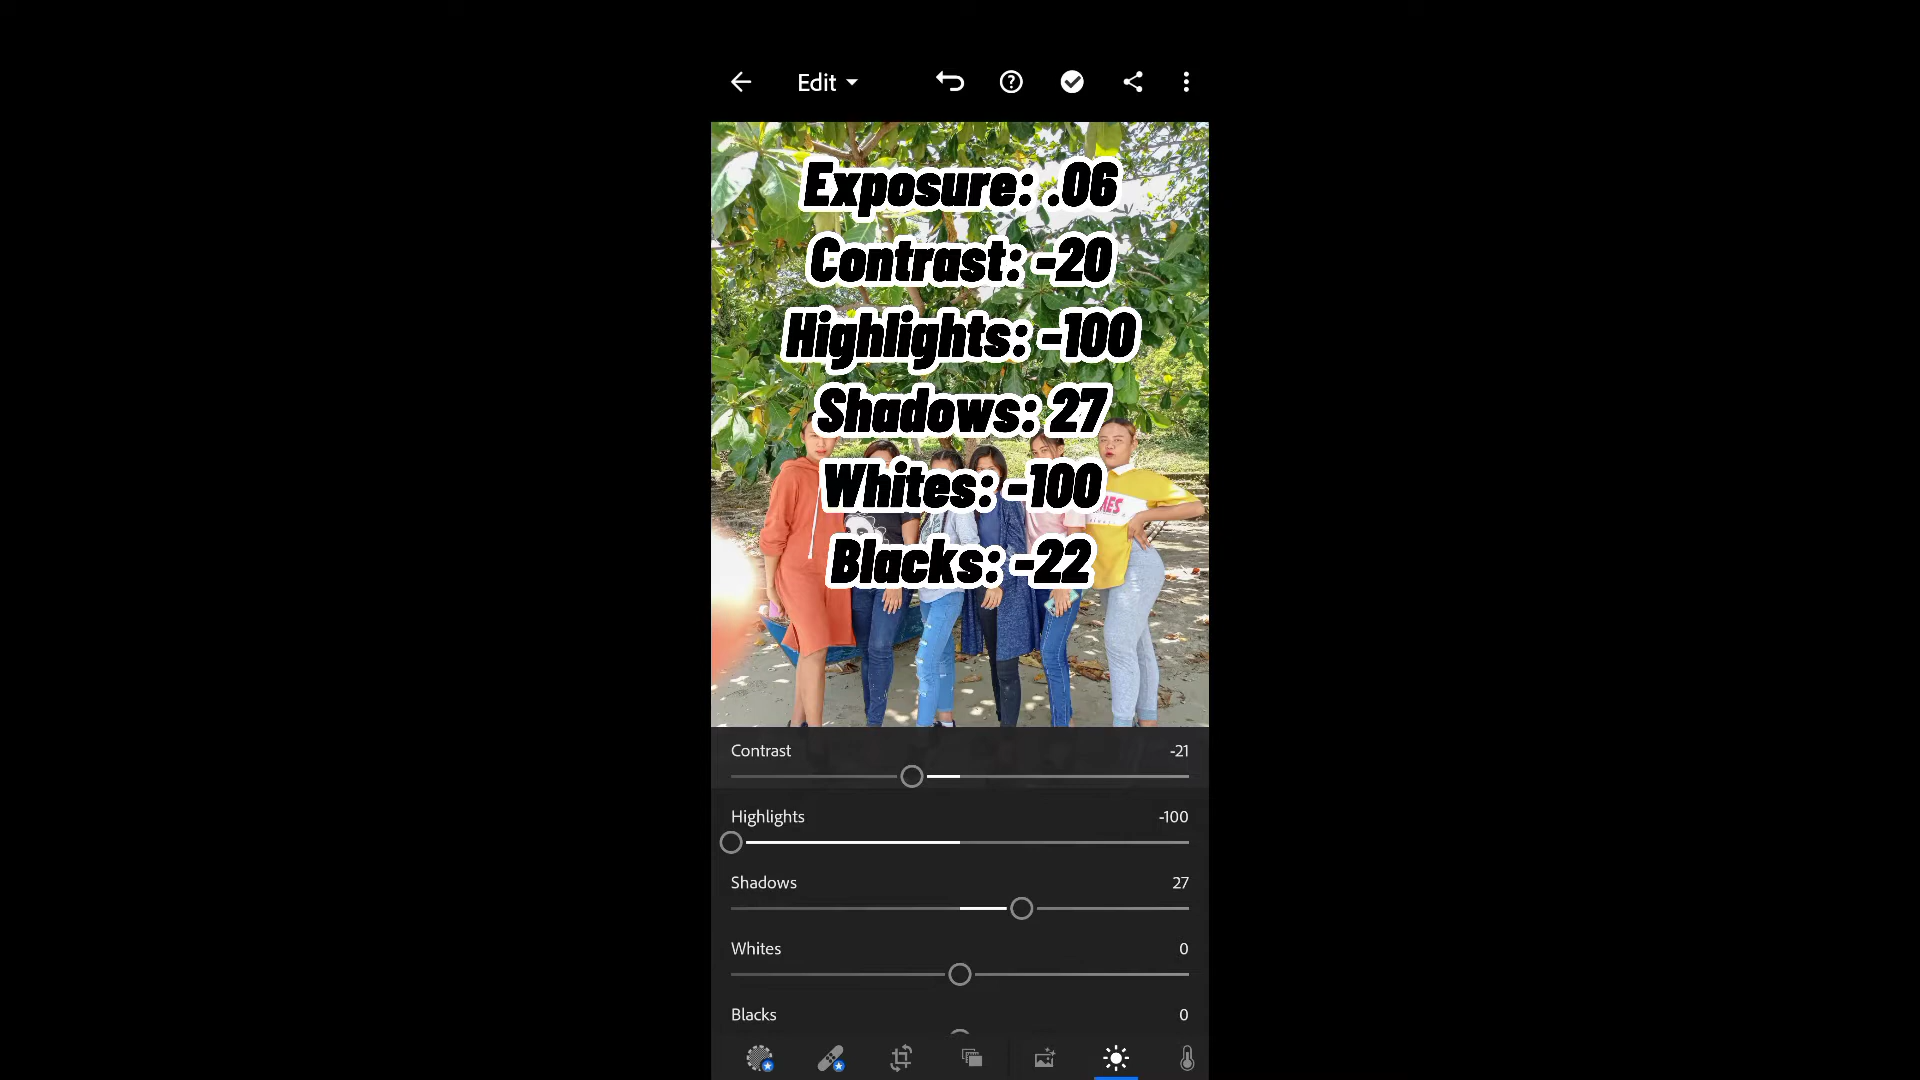 Edit
Exposure: .06
Contrast: -20
Highlights: -100
Shadows: 27
Whites: -100
Blacks: -22
Contrast -21
Highlights -100
Shadows 27
Whites 0
Blacks 0